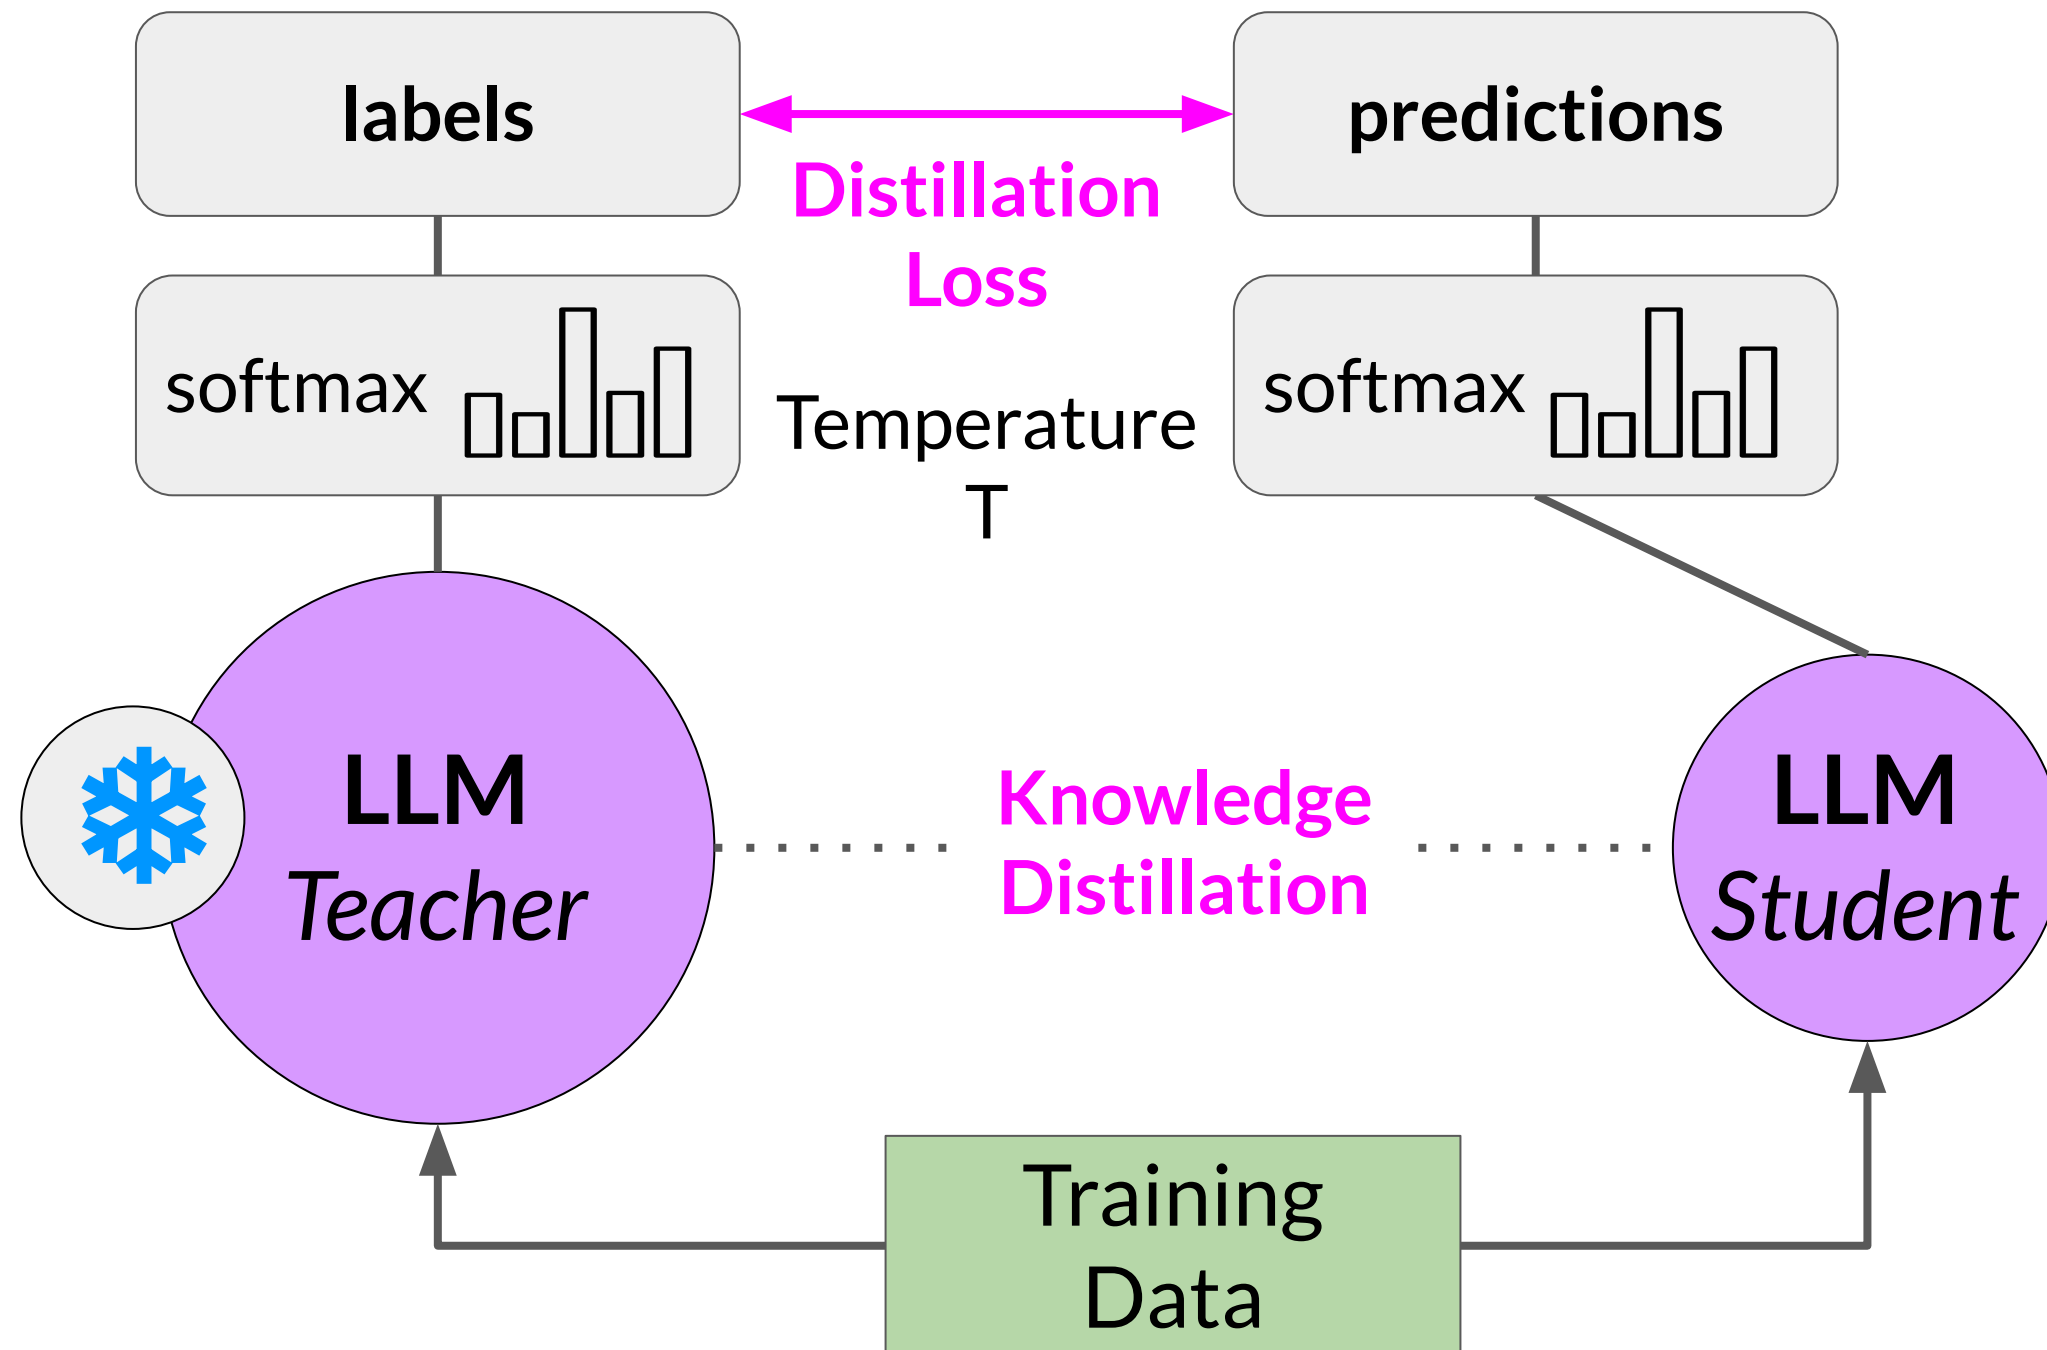 labels
predictions
Distillation
Loss
softmax
softmax
Temperature
T
LLM
Teacher
Knowledge
Distillation
LLM
Student
Training
Data